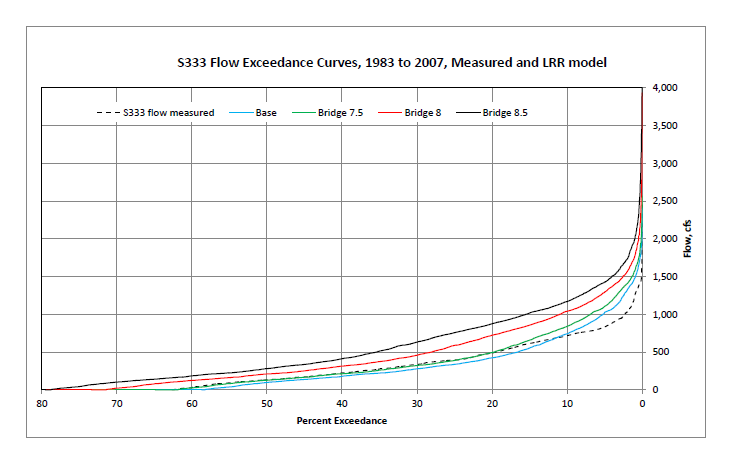 S333 Flow Exceedance Curves, 1983 to 2007, Measured and LRR model
S333 flow measured Base Bridge 7.5 Bridge 8 Bridge 8.5
4,000
3,500
3,000
2,500
2,000
1,500
1,000
500
0
Flow, cfs
80 70 60 50 40 30 20 10 0
Percent Exceedance